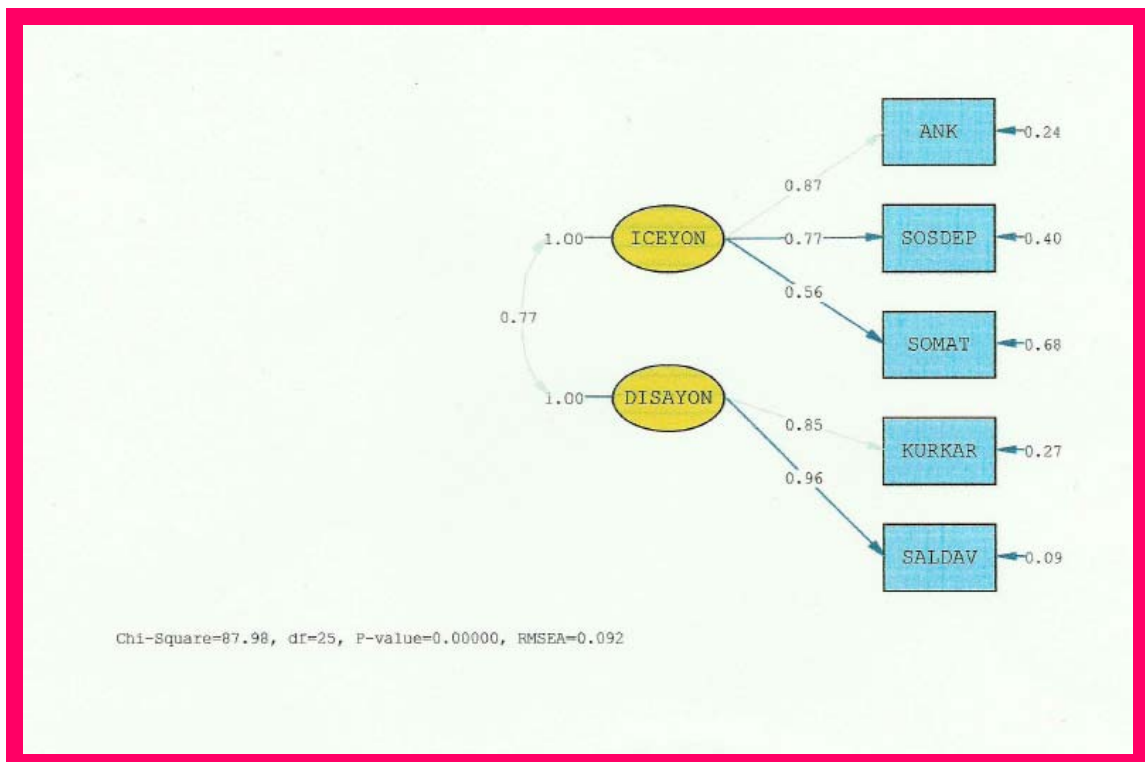 ANK
0.24
0.87
1.00
ICEYON
0.77
SOSDEP
0.40
0.56
0.77
SOMAT
0.68
1.00
DISAYON
0.85
KURKAR
0.27
0.96
SALDAV
0.09
Chi-Square=87.98, df=25, P-value=0.00000, RMSEA=0.092